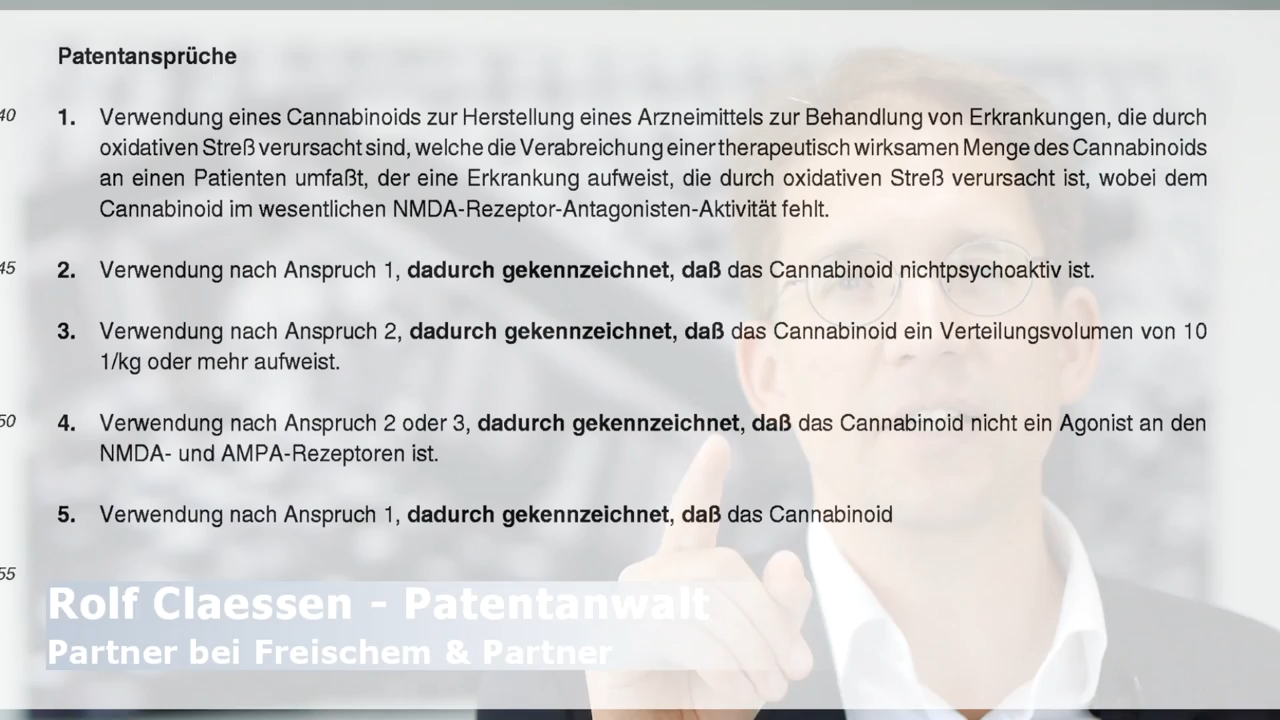 Patentansprüche
40
1. Verwendung eines Cannabinoids zur Herstellung eines Arzneimittels zur Behandlung von Erkrankungen, die durch
oxidativen Streß verursacht sind, welche die Verabreichung einer therapeutisch wirksamen Menge des Cannabinoids
an einen Patienten umfaßt, der eine Erkrankung aufweist, die durch oxidativen Streß verursacht ist, wobei dem
Cannabinoid im wesentlichen NMDA-Rezeptor-Antagonisten-Aktivität fehlt.
45
2. Verwendung nach Anspruch 1, dadurch gekennzeichnet, daß das Cannabinoid nichtpsychoaktiv ist.
3. Verwendung nach Anspruch 2, dadurch gekennzeichnet, daß das Cannabinoid ein Verteilungsvolumen von 10
1/kg oder mehr aufweist.
50
4. Verwendung nach Anspruch 2 oder 3, dadurch gekennzeichnet, daß das Cannabinoid nicht ein Agonist an den
NMDA- und AMPA-Rezeptoren ist.
5. Verwendung nach Anspruch 1, dadurch gekennzeichnet, daß das Cannabinoid
55
Rolf Claessen - Patentanwalt
Partner bei Freischem & Partner